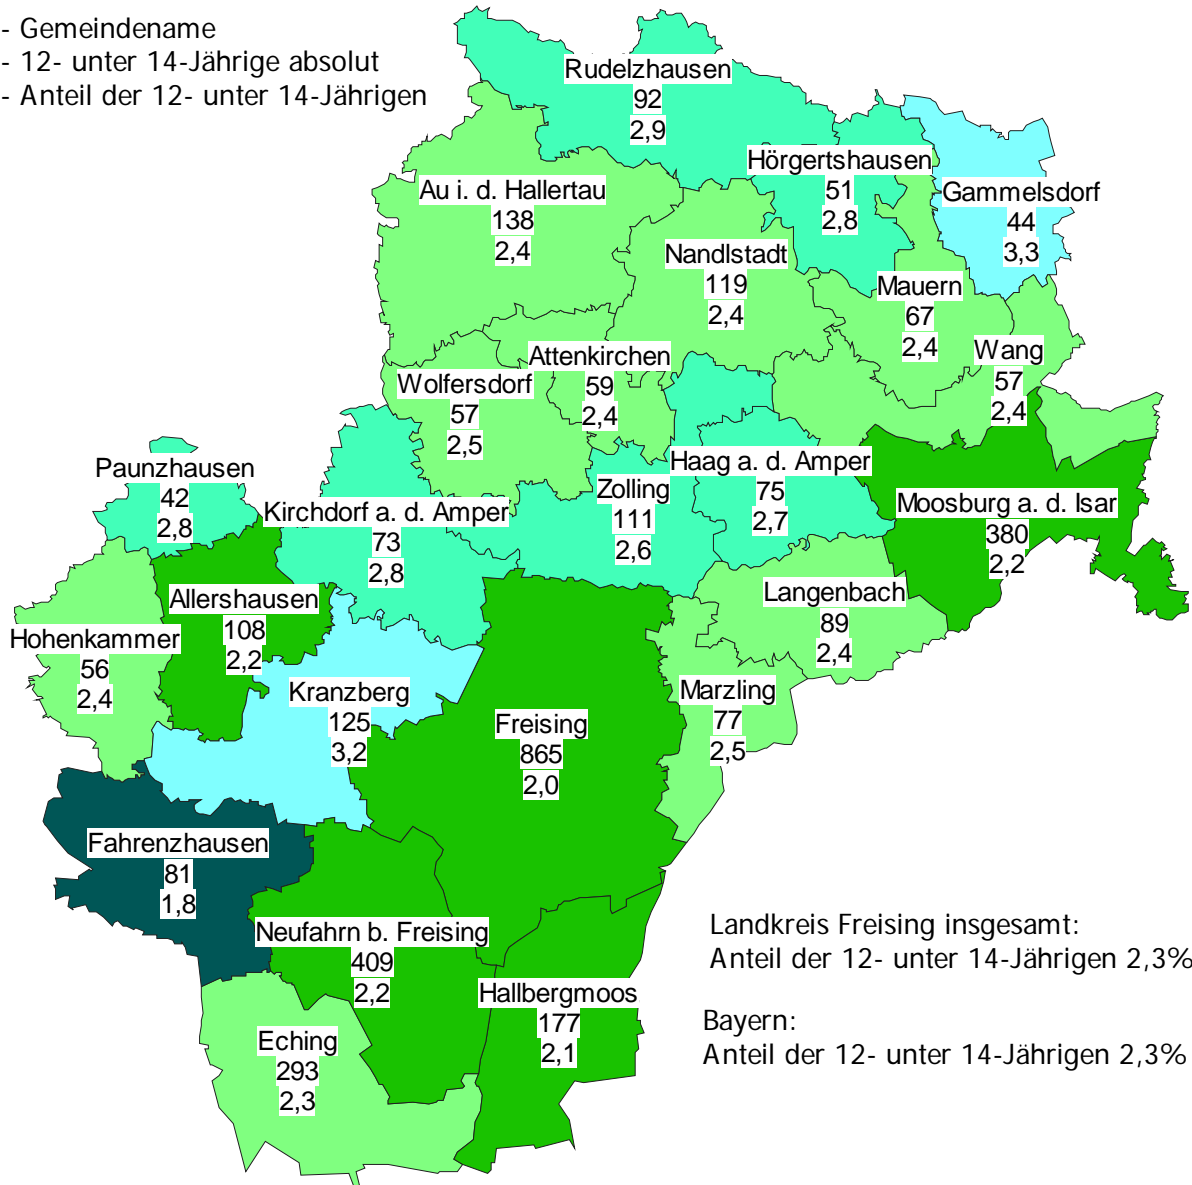 - Gemeindename
- 12- unter 14-Jährige absolut
- Anteil der 12- unter 14-Jährigen
Rudelzhausen
92
2,9
Hörgertshausen
51
2,8
Gammelsdorf
44
3,3
Au i. d. Hallertau
138
2,4
Nandlstadt
119
2,4
Mauern
67
2,4
Wang
57
2,4
Attenkirchen
59
2,4
Wolfersdorf
57
2,5
Paunzhausen
42
2,8
Kirchdorf a. d. Amper
73
2,8
Zolling
111
2,6
Haag a. d. Amper
75
2,7
Moosburg a. d. Isar
380
2,2
Allershausen
108
2,2
Langenbach
89
2,4
Hohenkammer
56
2,4
Kranzberg
125
3,2
Freising
865
2,0
Marzling
77
2,5
Fahrenzhausen
81
1,8
Neufahrn b. Freising
409
2,2
Hallbergmoos
177
2,1
Eching
293
2,3
Landkreis Freising insgesamt:
Anteil der 12- unter 14-Jährigen 2,3%
Bayern:
Anteil der 12- unter 14-Jährigen 2,3%